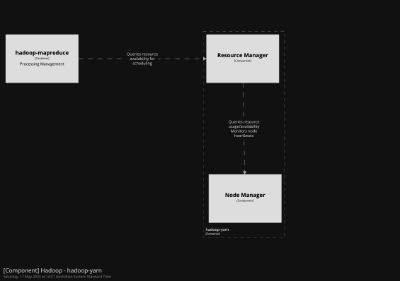 hadoop-mapreduce
[Container]
Processing Management
Queries resource
availability for
scheduling
Resource Manager
[Component]
Queries resource
usage/availability
Monitors node
heartbeats
Node Manager
[Component]
hadoop-yarn
[Container]
[Component] Hadoop - hadoop-yarn